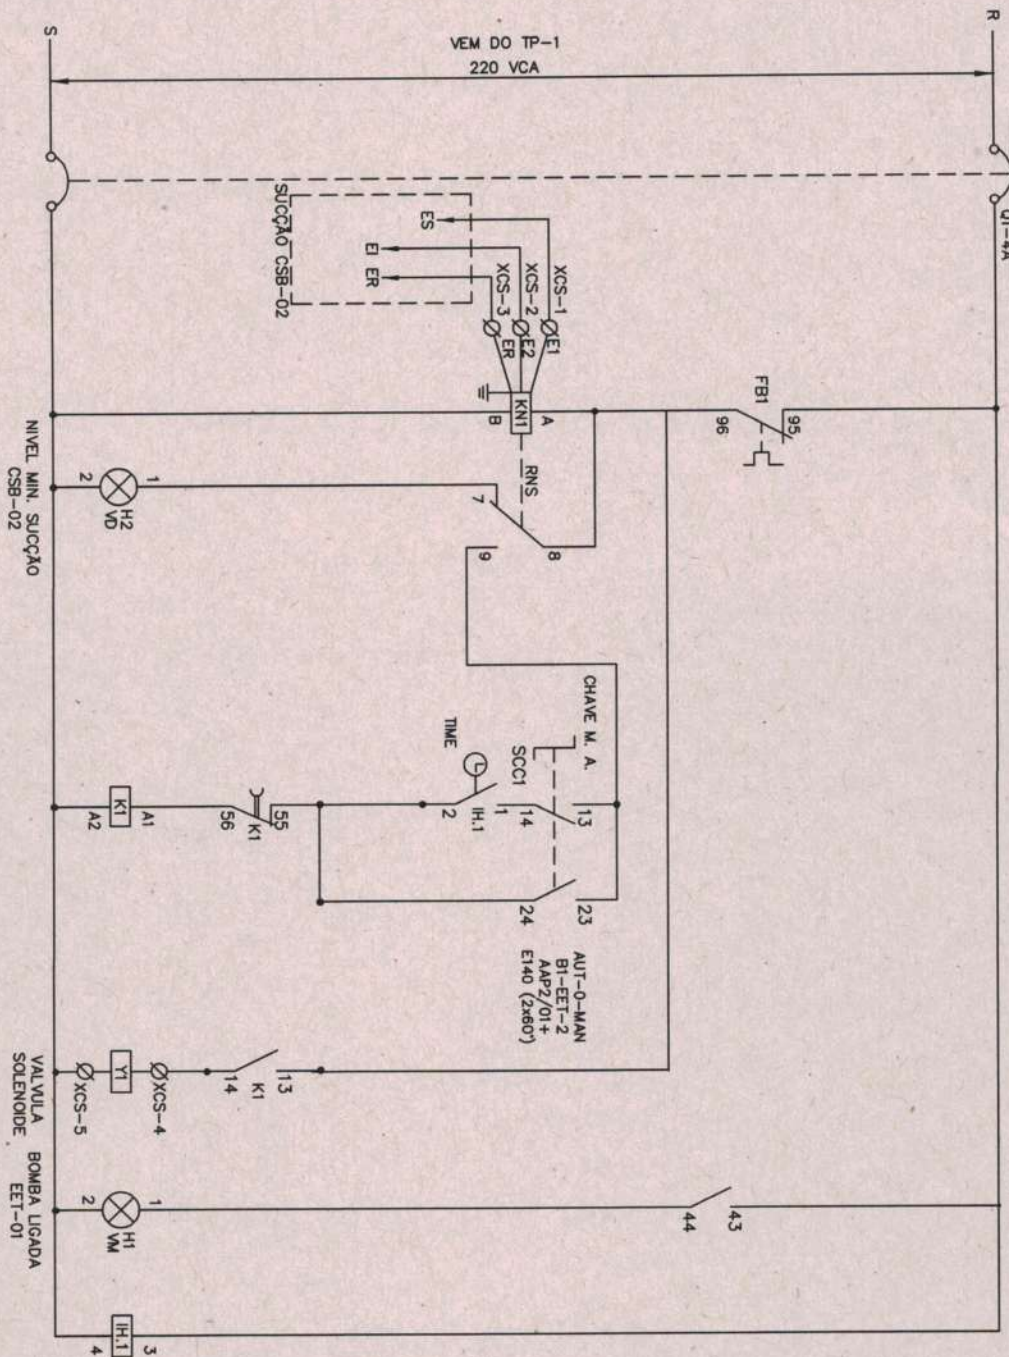 R
S
VEM DO TP-1
220 VCA
Q1-4A
SUCÇÃO CSB-02
ES
EI
ER
XCS-1
XCS-2
XCS-3
E1
E2
ER
KN1
A
B
FB1
95
96
RNS
7
8
9
1
2
H2
VD
NIVEL MIN. SUCÇÃO
CSB-02
CHAVE M. A.
SCC1
13
14
23
24
AUT-0-MAN
B1-EET-2
AAP2/01+
E140 (2x60°)
TIME
IH.1
1
2
55
56
K1
A1
K1
A2
13
14
K1
XCS-4
Y1
XCS-5
VALVULA
SOLENOIDE
43
44
1
2
H1
VM
BOMBA LIGADA
EET-01
3
IH.1
4